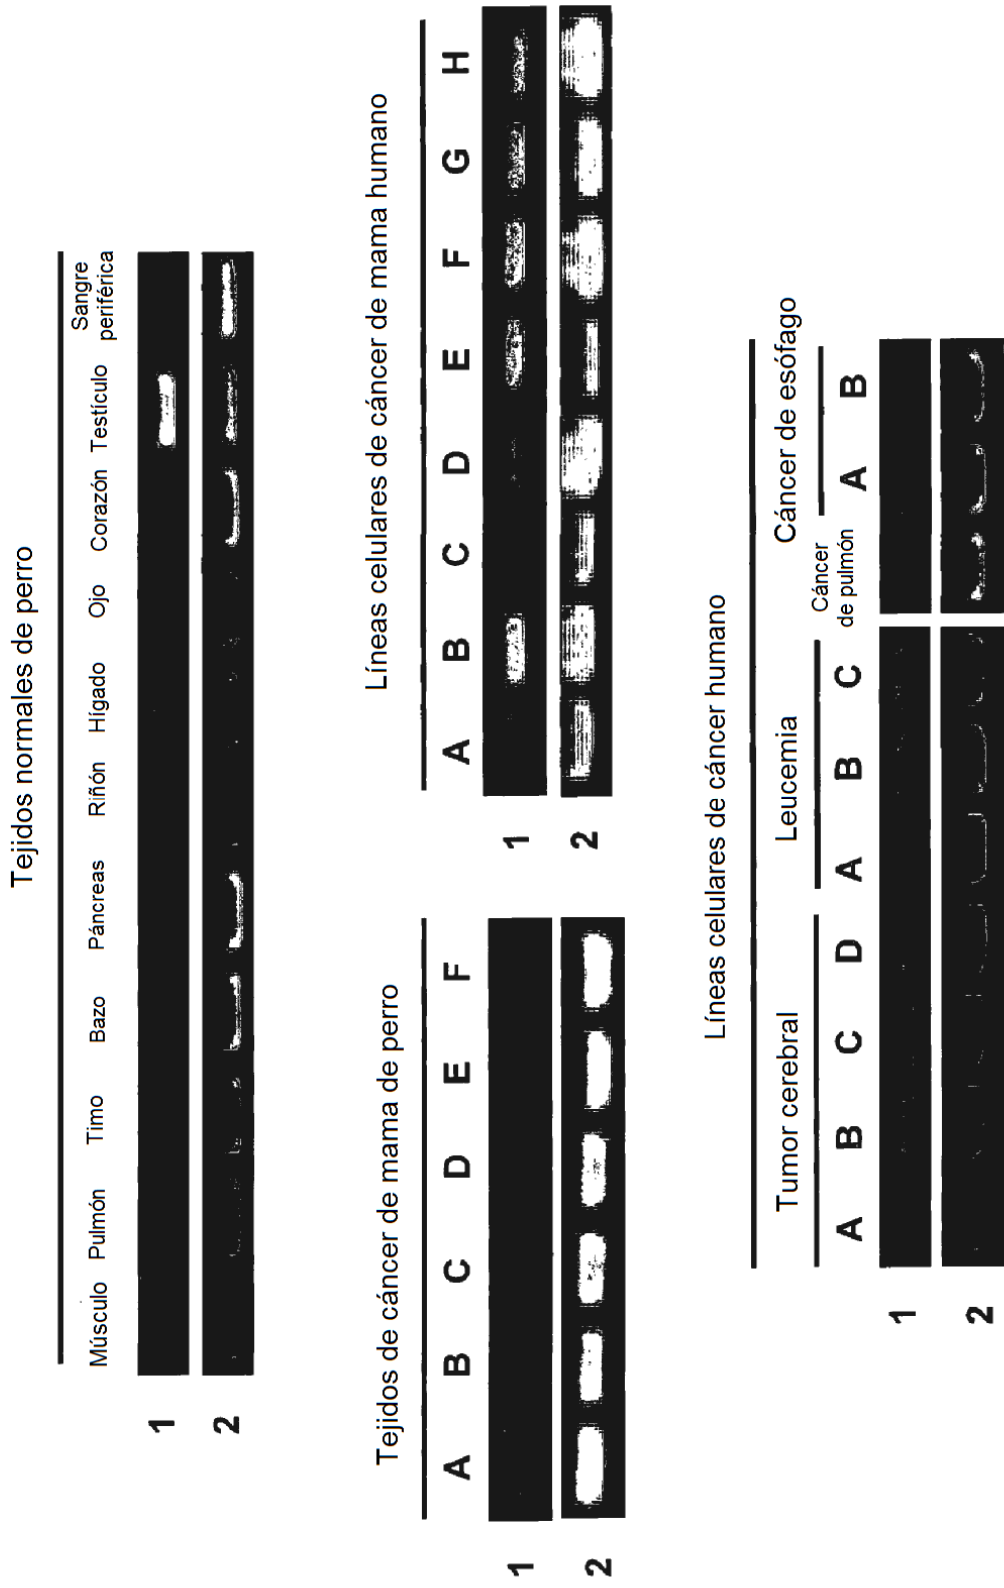 Tejidos normales de perro
Músculo Pulmón Timo Bazo Páncreas Riñón Hígado Ojo Corazón Testículo Sangre periférica
1
2
Tejidos de cáncer de mama de perro
A B C D E F
1
2
Líneas celulares de cáncer de mama humano
A B C D E F G H
1
2
Líneas celulares de cáncer humano
Tumor cerebral Leucemia Cáncer de pulmón Cáncer de esófago
A B C D A B C A B
1
2